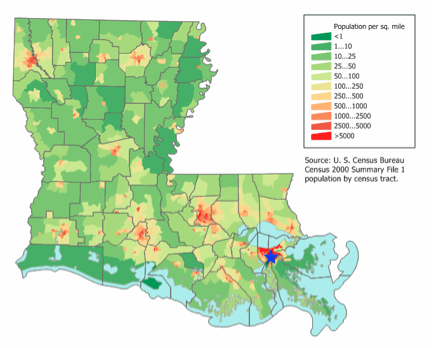 Population per sq. mile
<1
1...10
10...25
25...50
50...100
100...250
250...500
500...1000
1000...2500
2500...5000
>5000
Source: U. S. Census Bureau
Census 2000 Summary File 1
population by census tract.